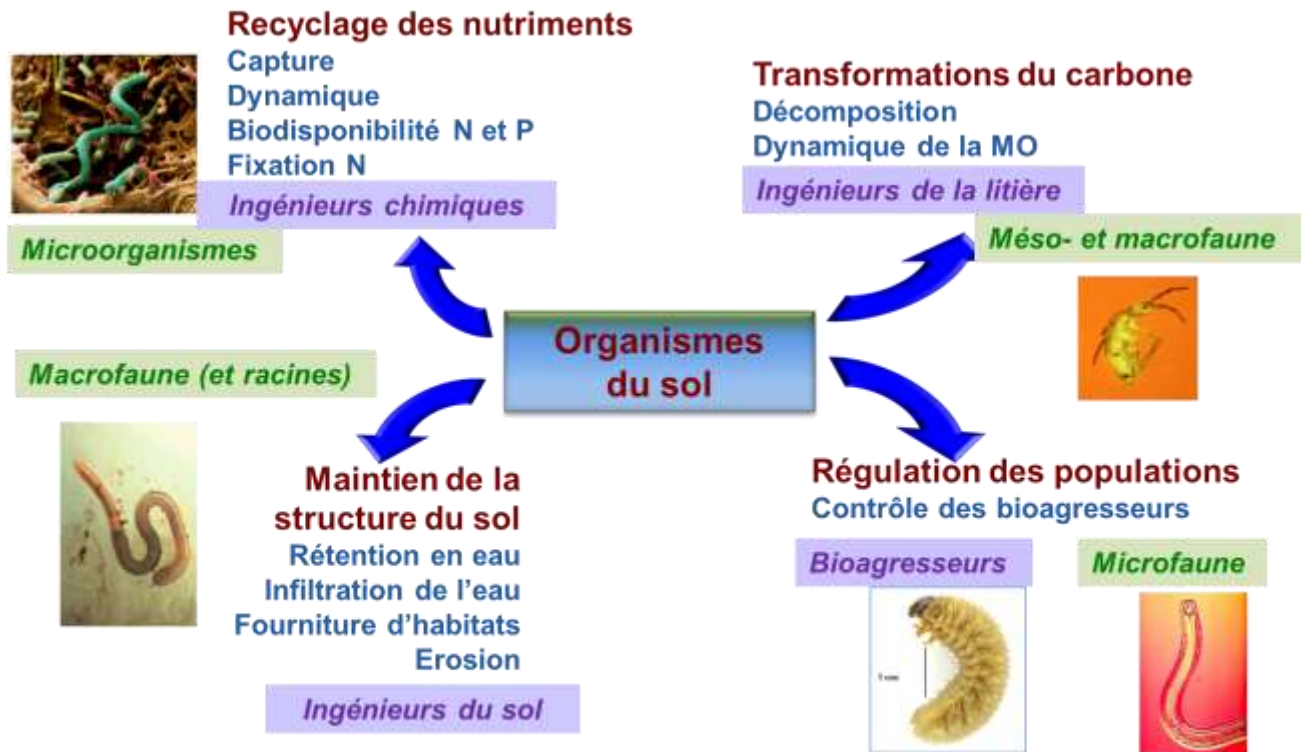 Recyclage des nutriments
Capture
Dynamique
Biodisponibilité N et P
Fixation N
Ingénieurs chimiques
Microorganismes
Transformations du carbone
Décomposition
Dynamique de la MO
Ingénieurs de la litière
Méso- et macrofaune
Organismes
du sol
Macrofaune (et racines)
Maintien de la
structure du sol
Rétention en eau
Infiltration de l'eau
Fourniture d'habitats
Erosion
Ingénieurs du sol
Régulation des populations
Contrôle des bioagresseurs
Bioagresseurs
Microfaune